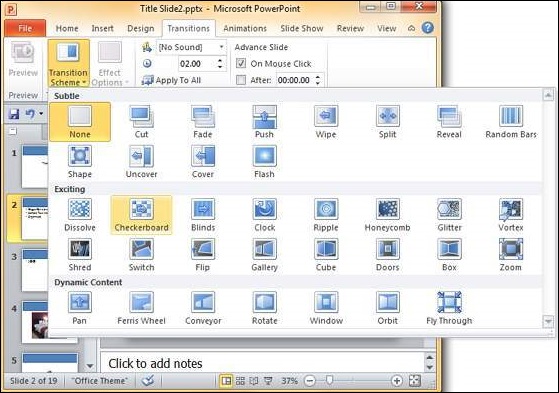 Title Slide2.pptx - Microsoft PowerPoint
File Home Insert Design Transitions Animations Slide Show Review View
Preview
Transition Scheme
Effect Options
[No Sound]
02.00
Apply To All
Advance Slide
On Mouse Click
After: 00:00.00
Preview
Subtle
None Cut Fade Push Wipe Split Reveal Random Bars
Shape Uncover Cover Flash
Exciting
Dissolve Checkerboard Blinds Clock Ripple Honeycomb Glitter Vortex
Shred Switch Flip Gallery Cube Doors Box Zoom
Dynamic Content
Pan Ferris Wheel Conveyor Rotate Window Orbit Fly Through
1
2
3
4
5
Click to add notes
Slide 2 of 19 "Office Theme" 37%